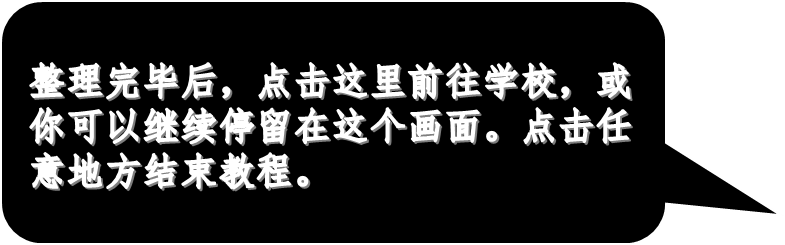 整理完毕后，点击这里前往学校，或
你可以继续停留在这个画面。点击任
意地方结束教程。